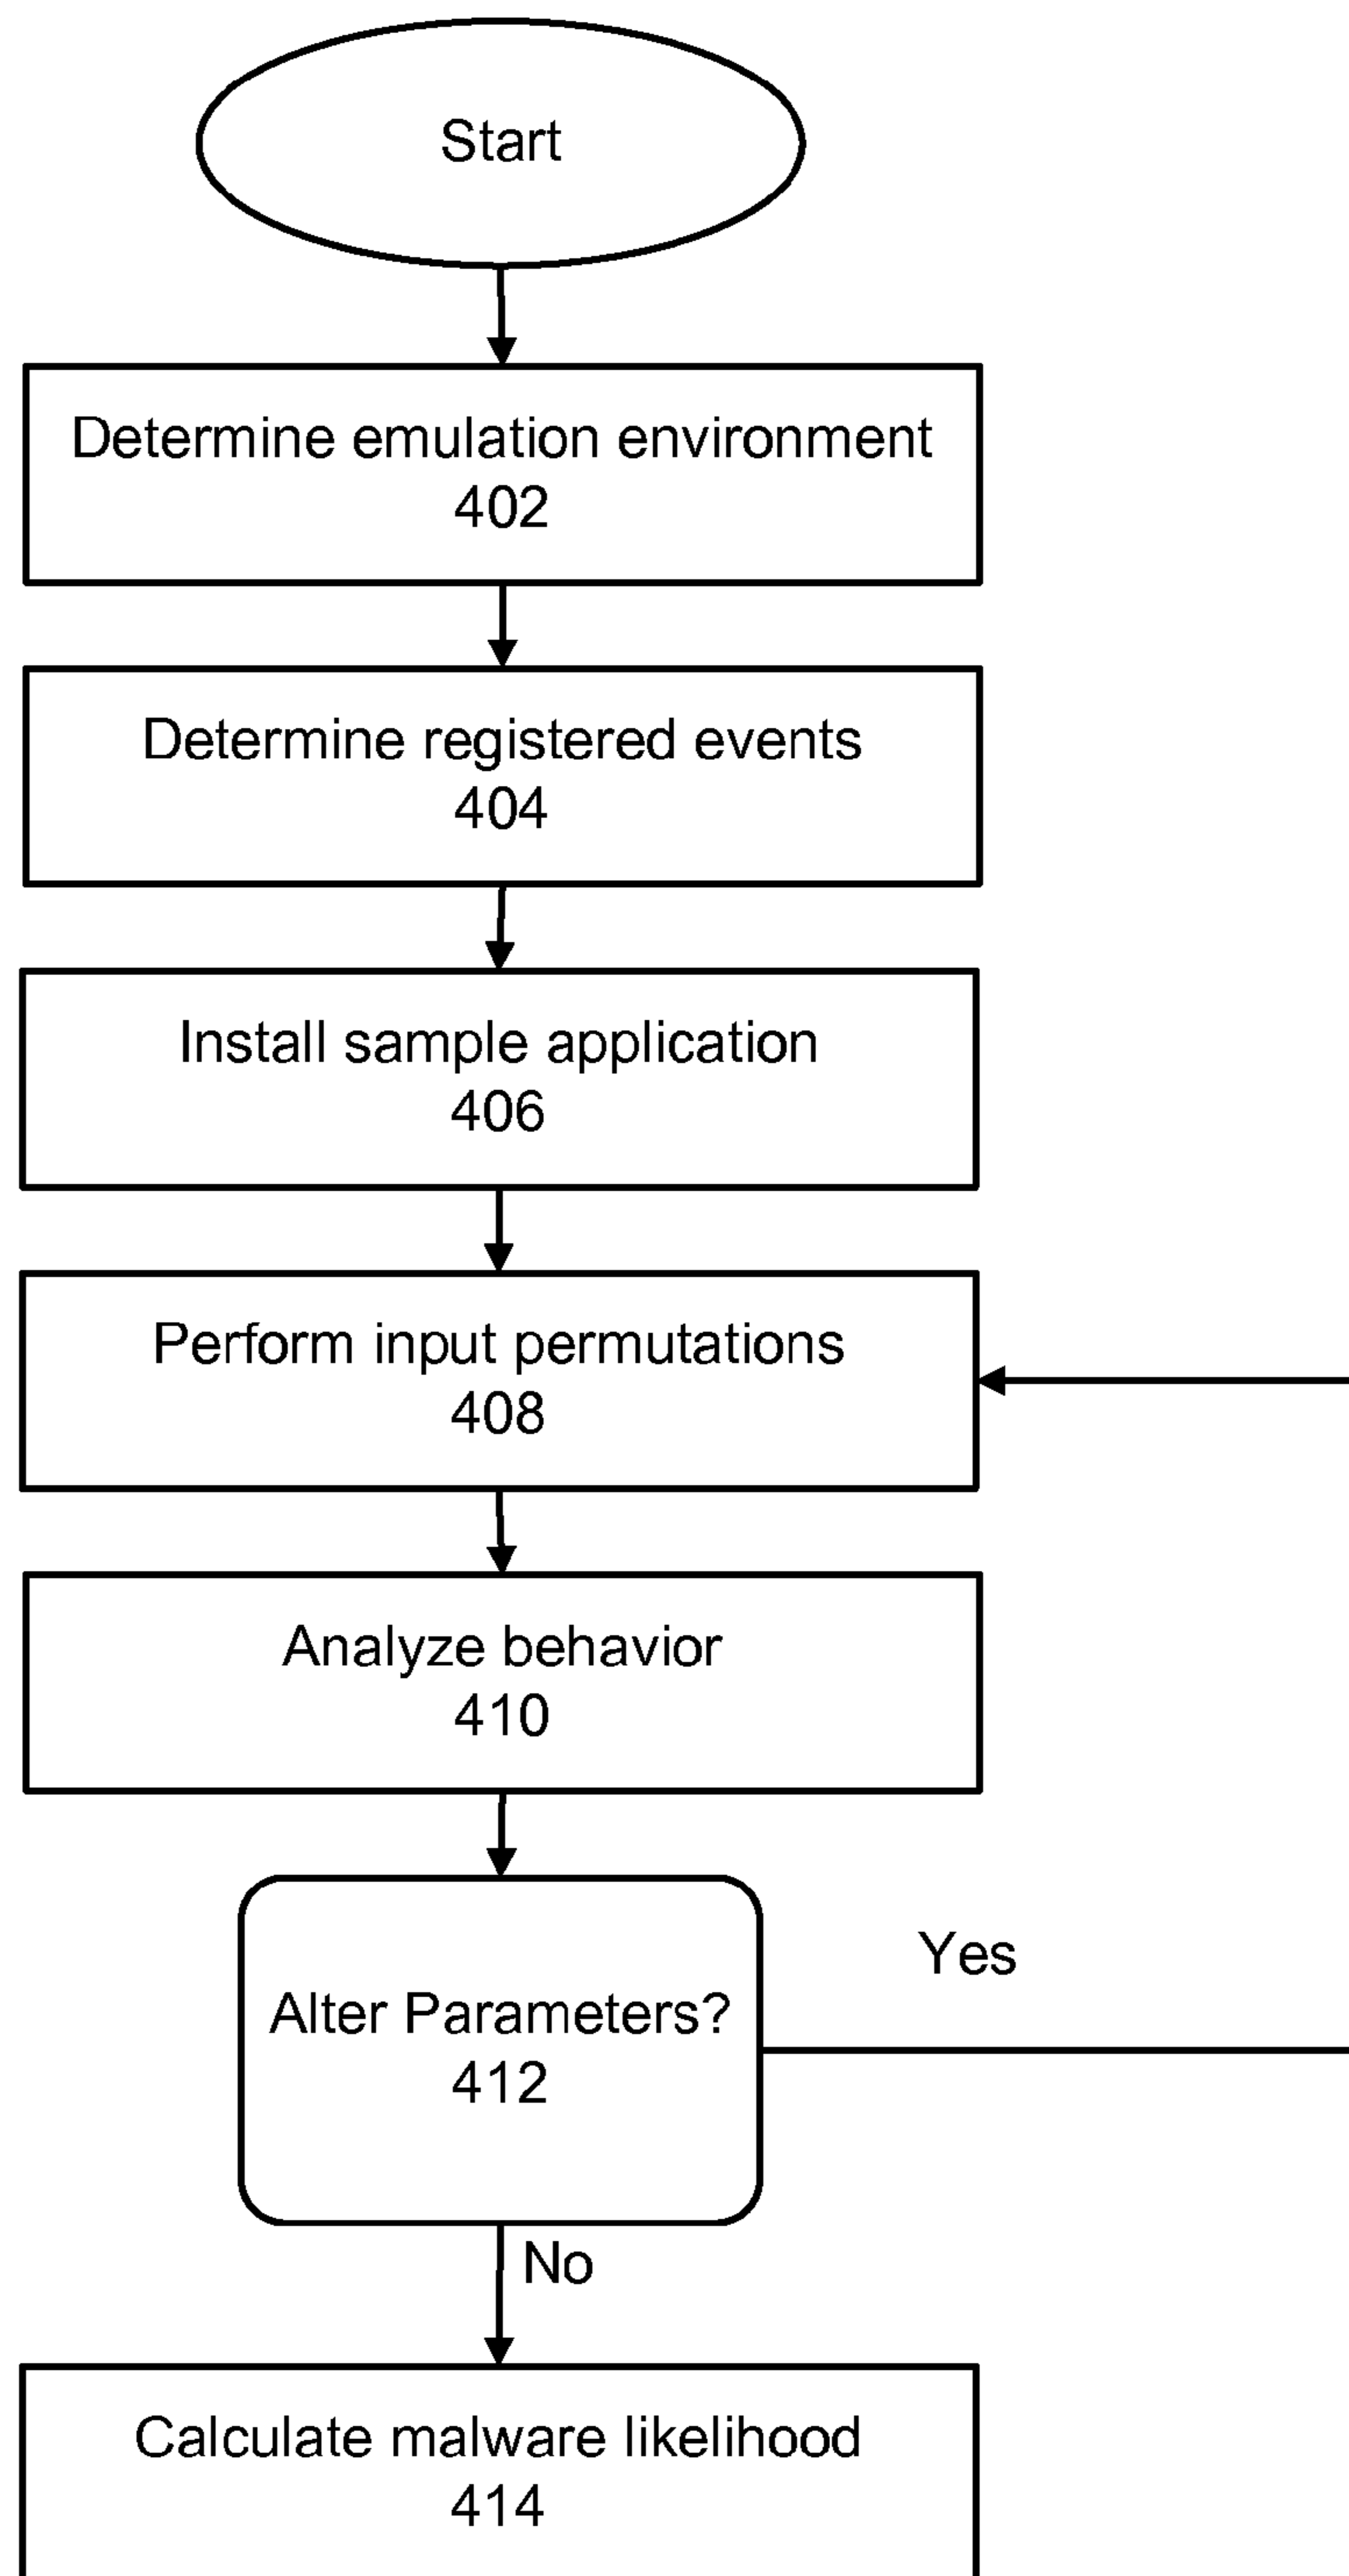 Start
Determine emulation environment
402
Determine registered events
404
Install sample application
406
Perform input permutations
408
Analyze behavior
410
Alter Parameters?
412
Yes
No
Calculate malware likelihood
414